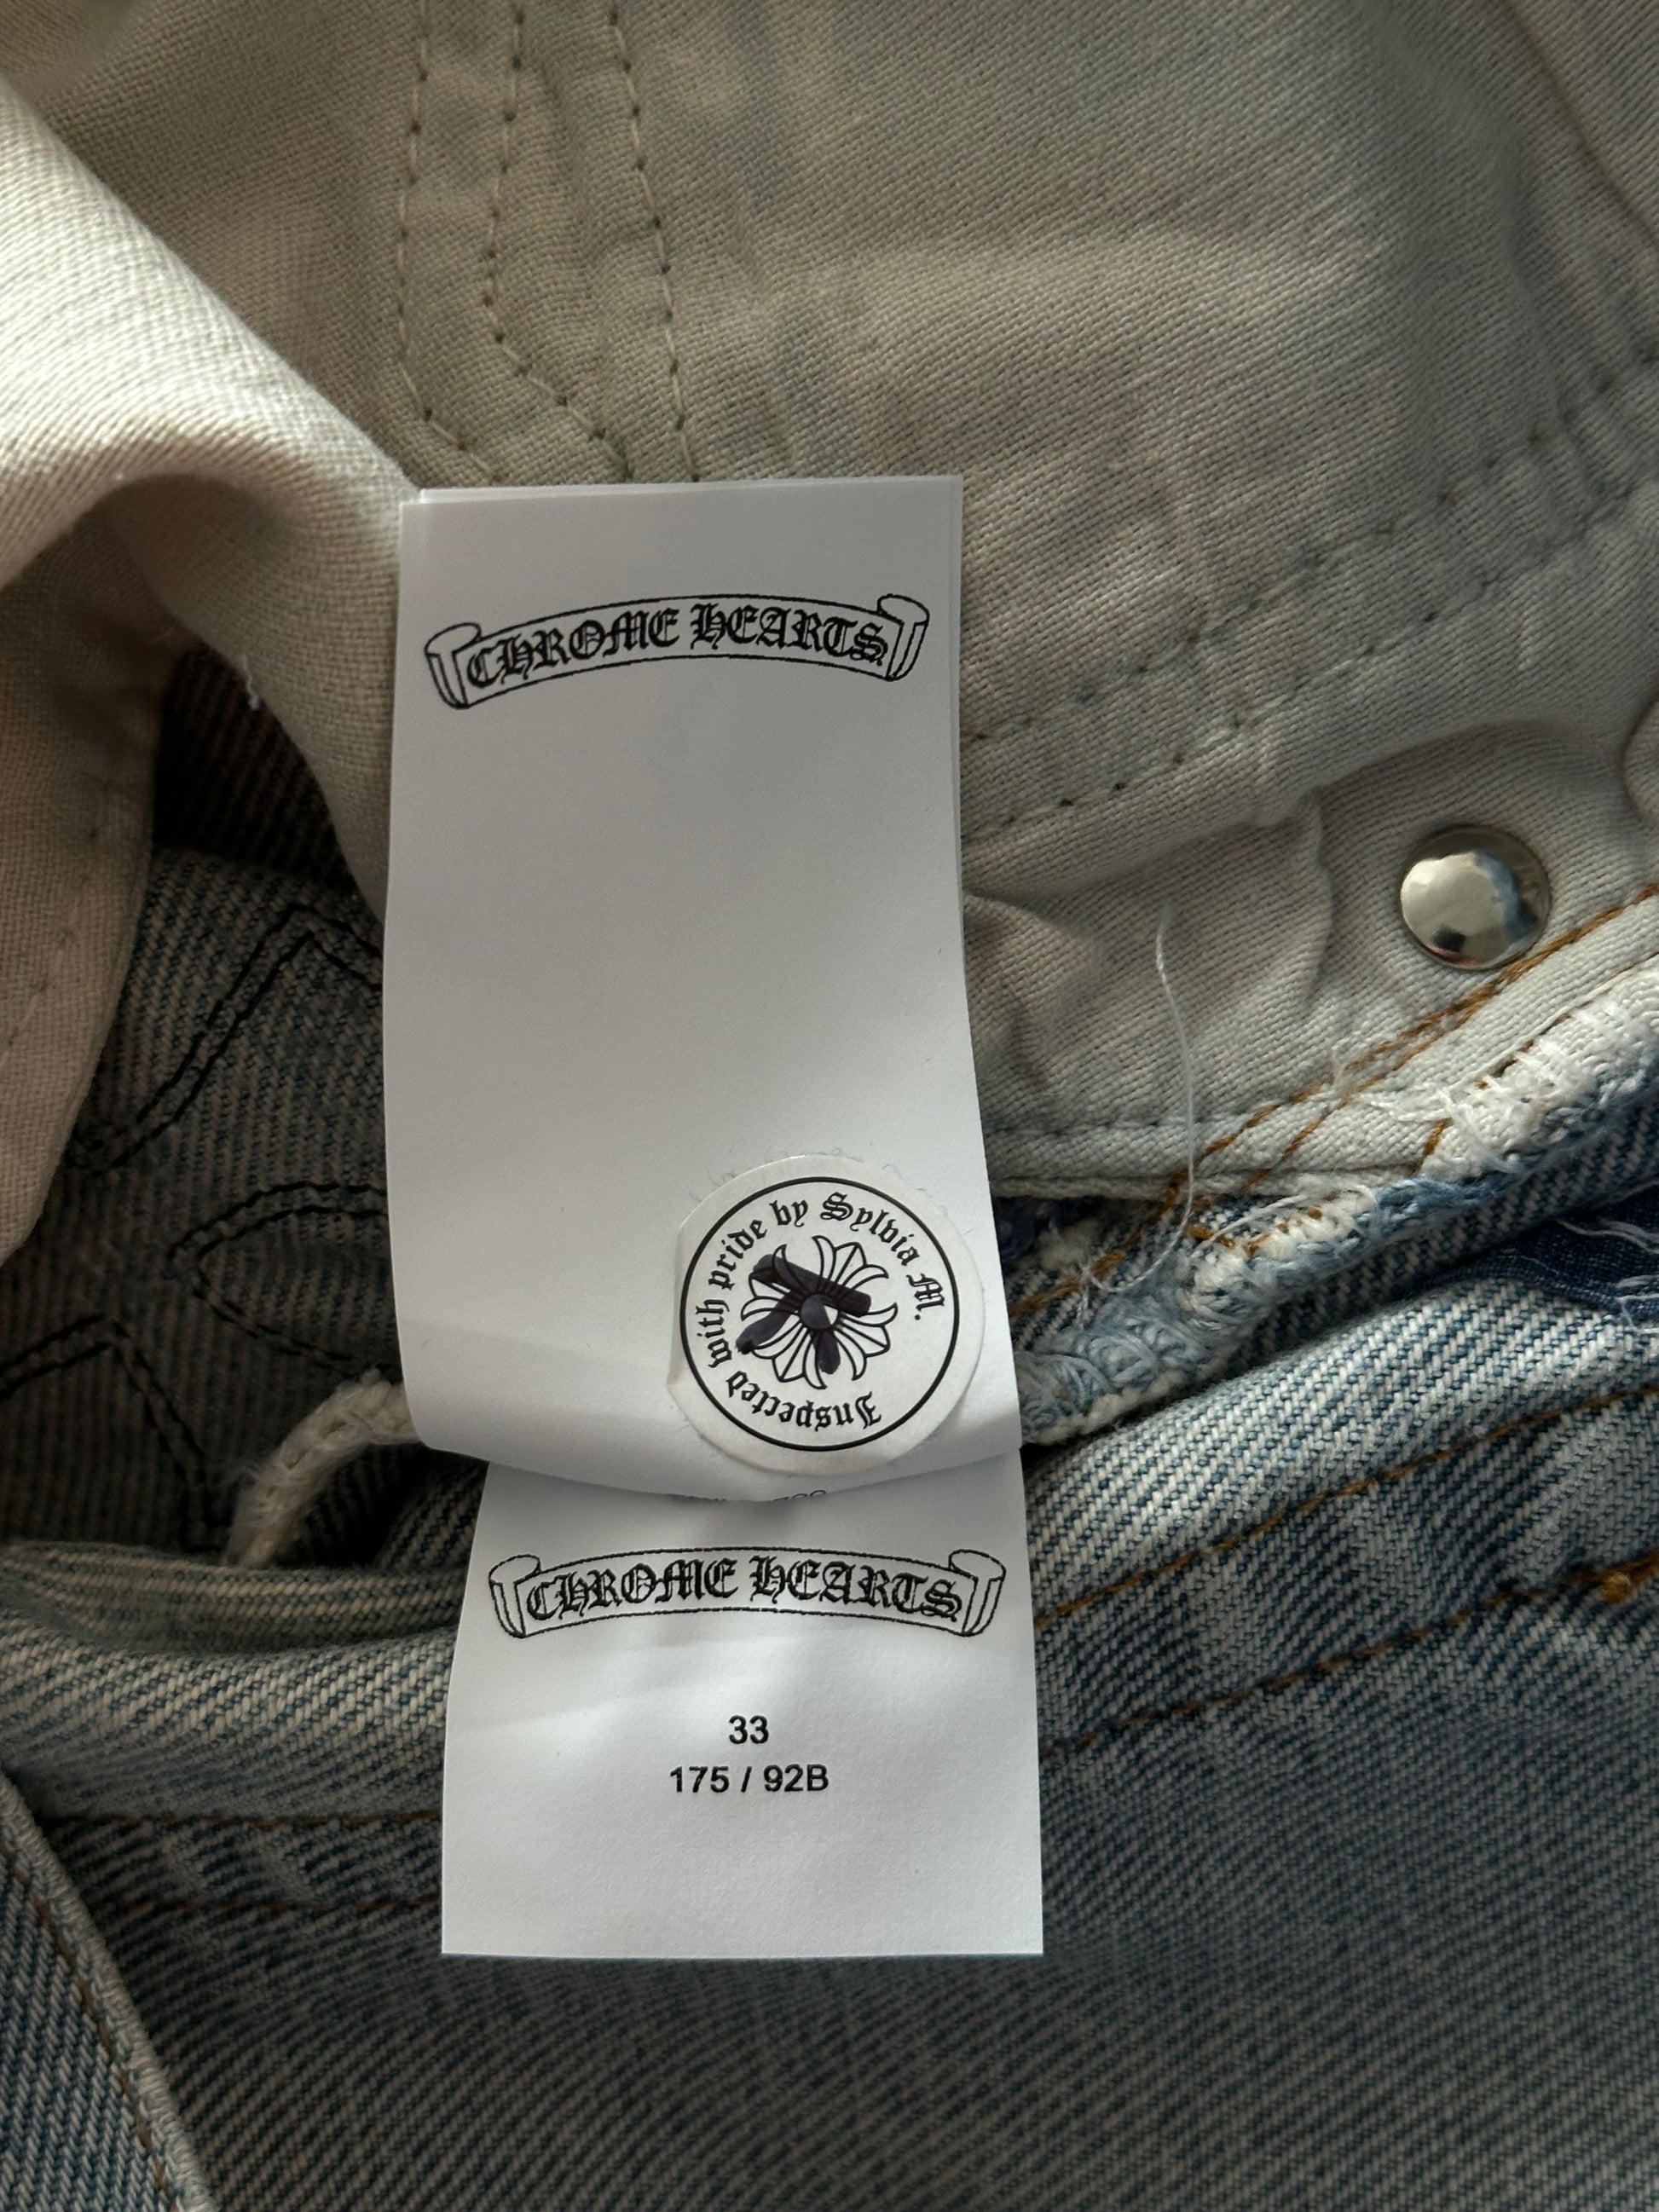 CHROME HEARTS
Inspected with pride by Sylvia M.
CHROME HEARTS
33
175 / 92B